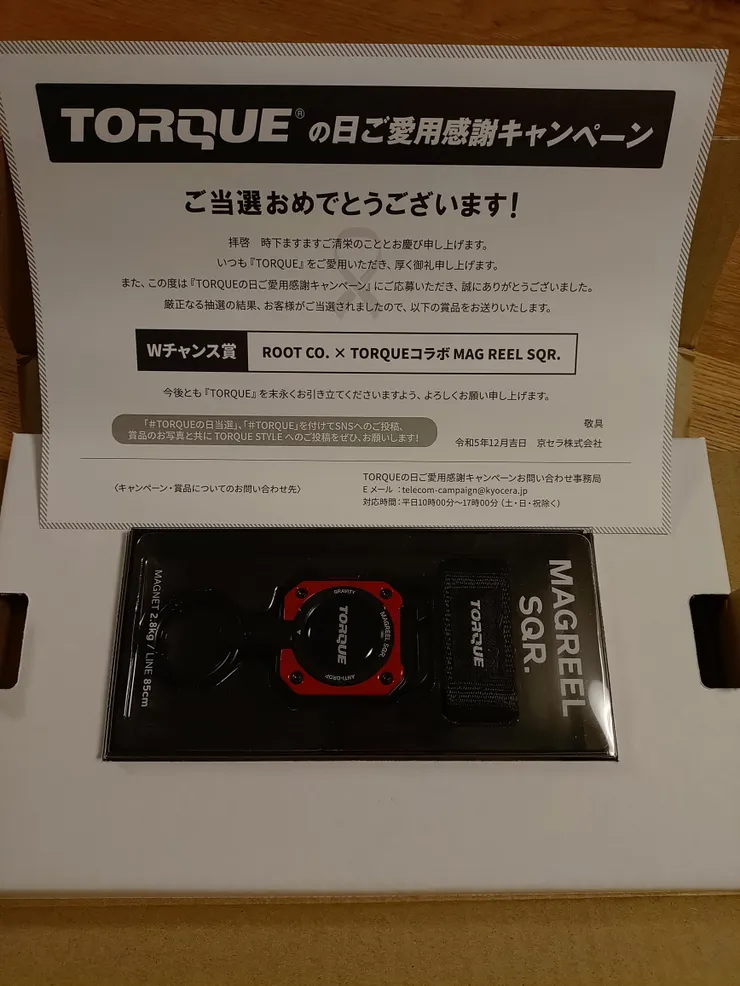 TORQUE®の日ご愛用感謝キャンペーン
ご当選おめでとうございます!
拝啓　時下ますますご清栄のこととお慶び申し上げます。
いつも『TORQUE』をご愛用いただき、厚く御礼申し上げます。
また、この度は『TORQUEの日ご愛用感謝キャンペーン』にご応募いただき、誠にありがとうございました。
厳正なる抽選の結果、お客様がご当選されましたので、以下の賞品をお送りいたします。
Wチャンス賞　ROOT CO. × TORQUEコラボ MAG REEL SQR.
今後とも『TORQUE』を末永くお引き立てくださいますよう、よろしくお願い申し上げます。
敬具
「#TORQUEの日当選」、「#TORQUE」を付けてSNSへのご投稿、
賞品のお写真と共に TORQUE STYLE へのご投稿をぜひ、お願いします!
令和5年12月吉日　京セラ株式会社
〈キャンペーン・賞品についてのお問い合わせ先〉
TORQUEの日ご愛用感謝キャンペーンお問い合わせ事務局
Eメール：telecom-campaign@kyocera.jp
対応時間：平日10時00分～17時00分（土・日・祝除く）
MAGREEL
SQR.
TORQUE
GRAVITY
MAGREEL SQR.
TORQUE
ANTI-DROP
MAGNET 2.8kg / LINE 85cm